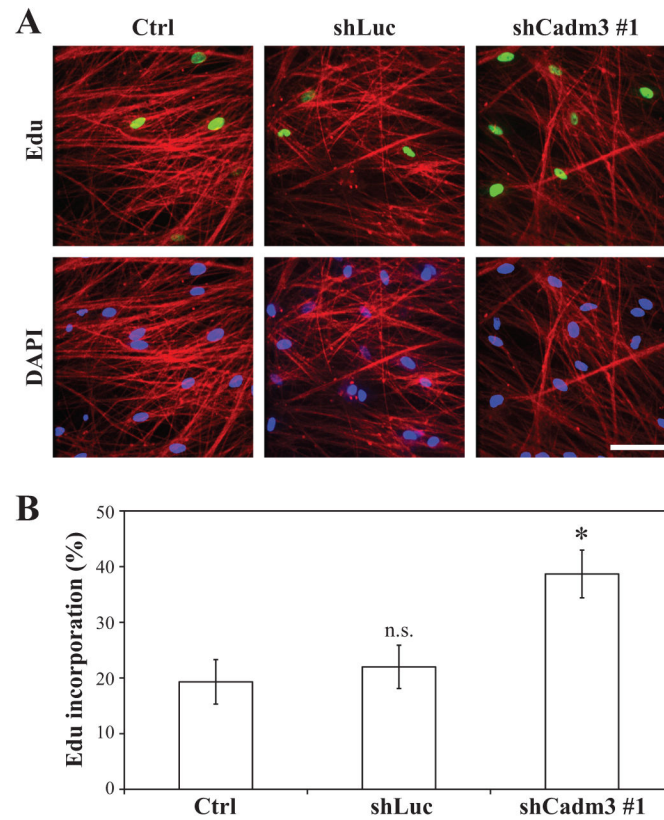 A
Ctrl
shLuc
shCadm3 #1
Edu
DAPI
B
Edu incorporation (%)
50
40
30
20
10
0
n.s.
*
Ctrl
shLuc
shCadm3 #1